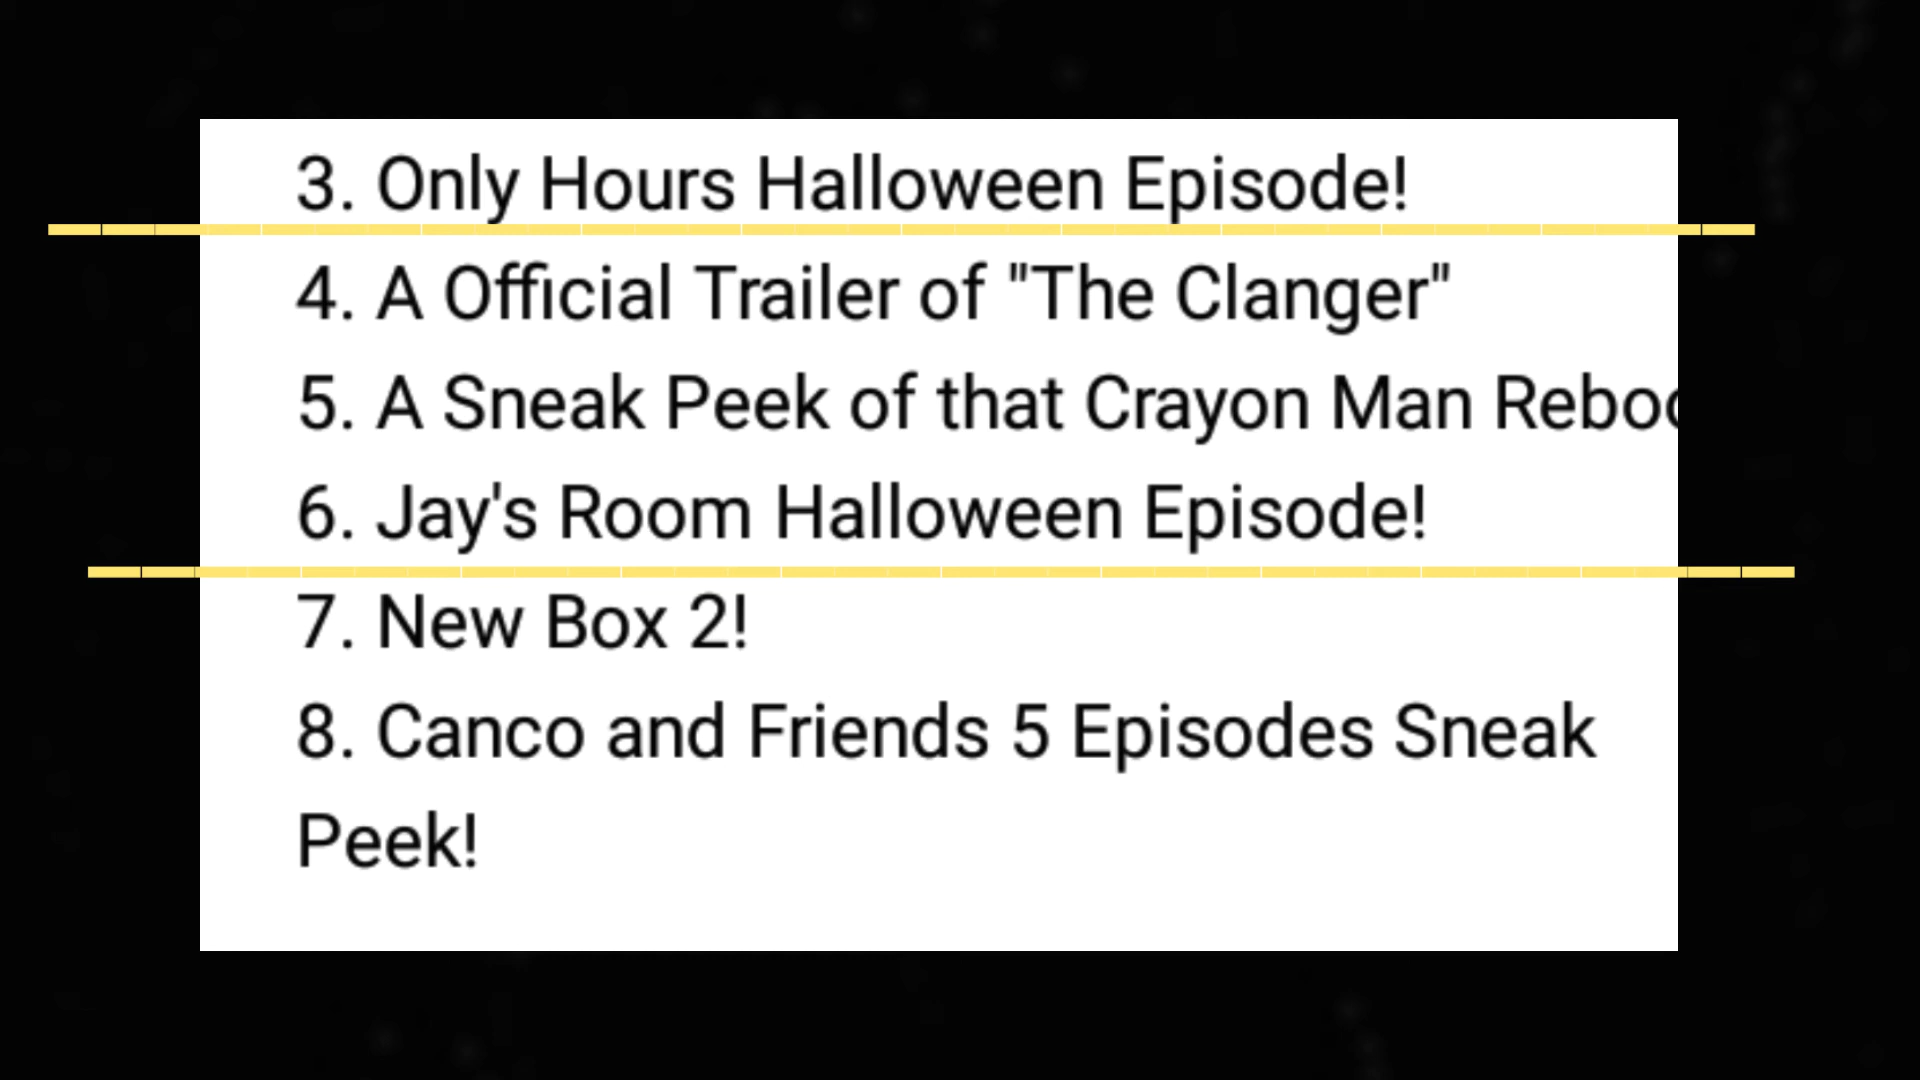 3. Only Hours Halloween Episode!
4. A Official Trailer of "The Clanger"
5. A Sneak Peek of that Crayon Man
6. Jay's Room Halloween Episode!
7. New Box 2!
8. Canco and Friends 5 Episodes Sneak
Peek!